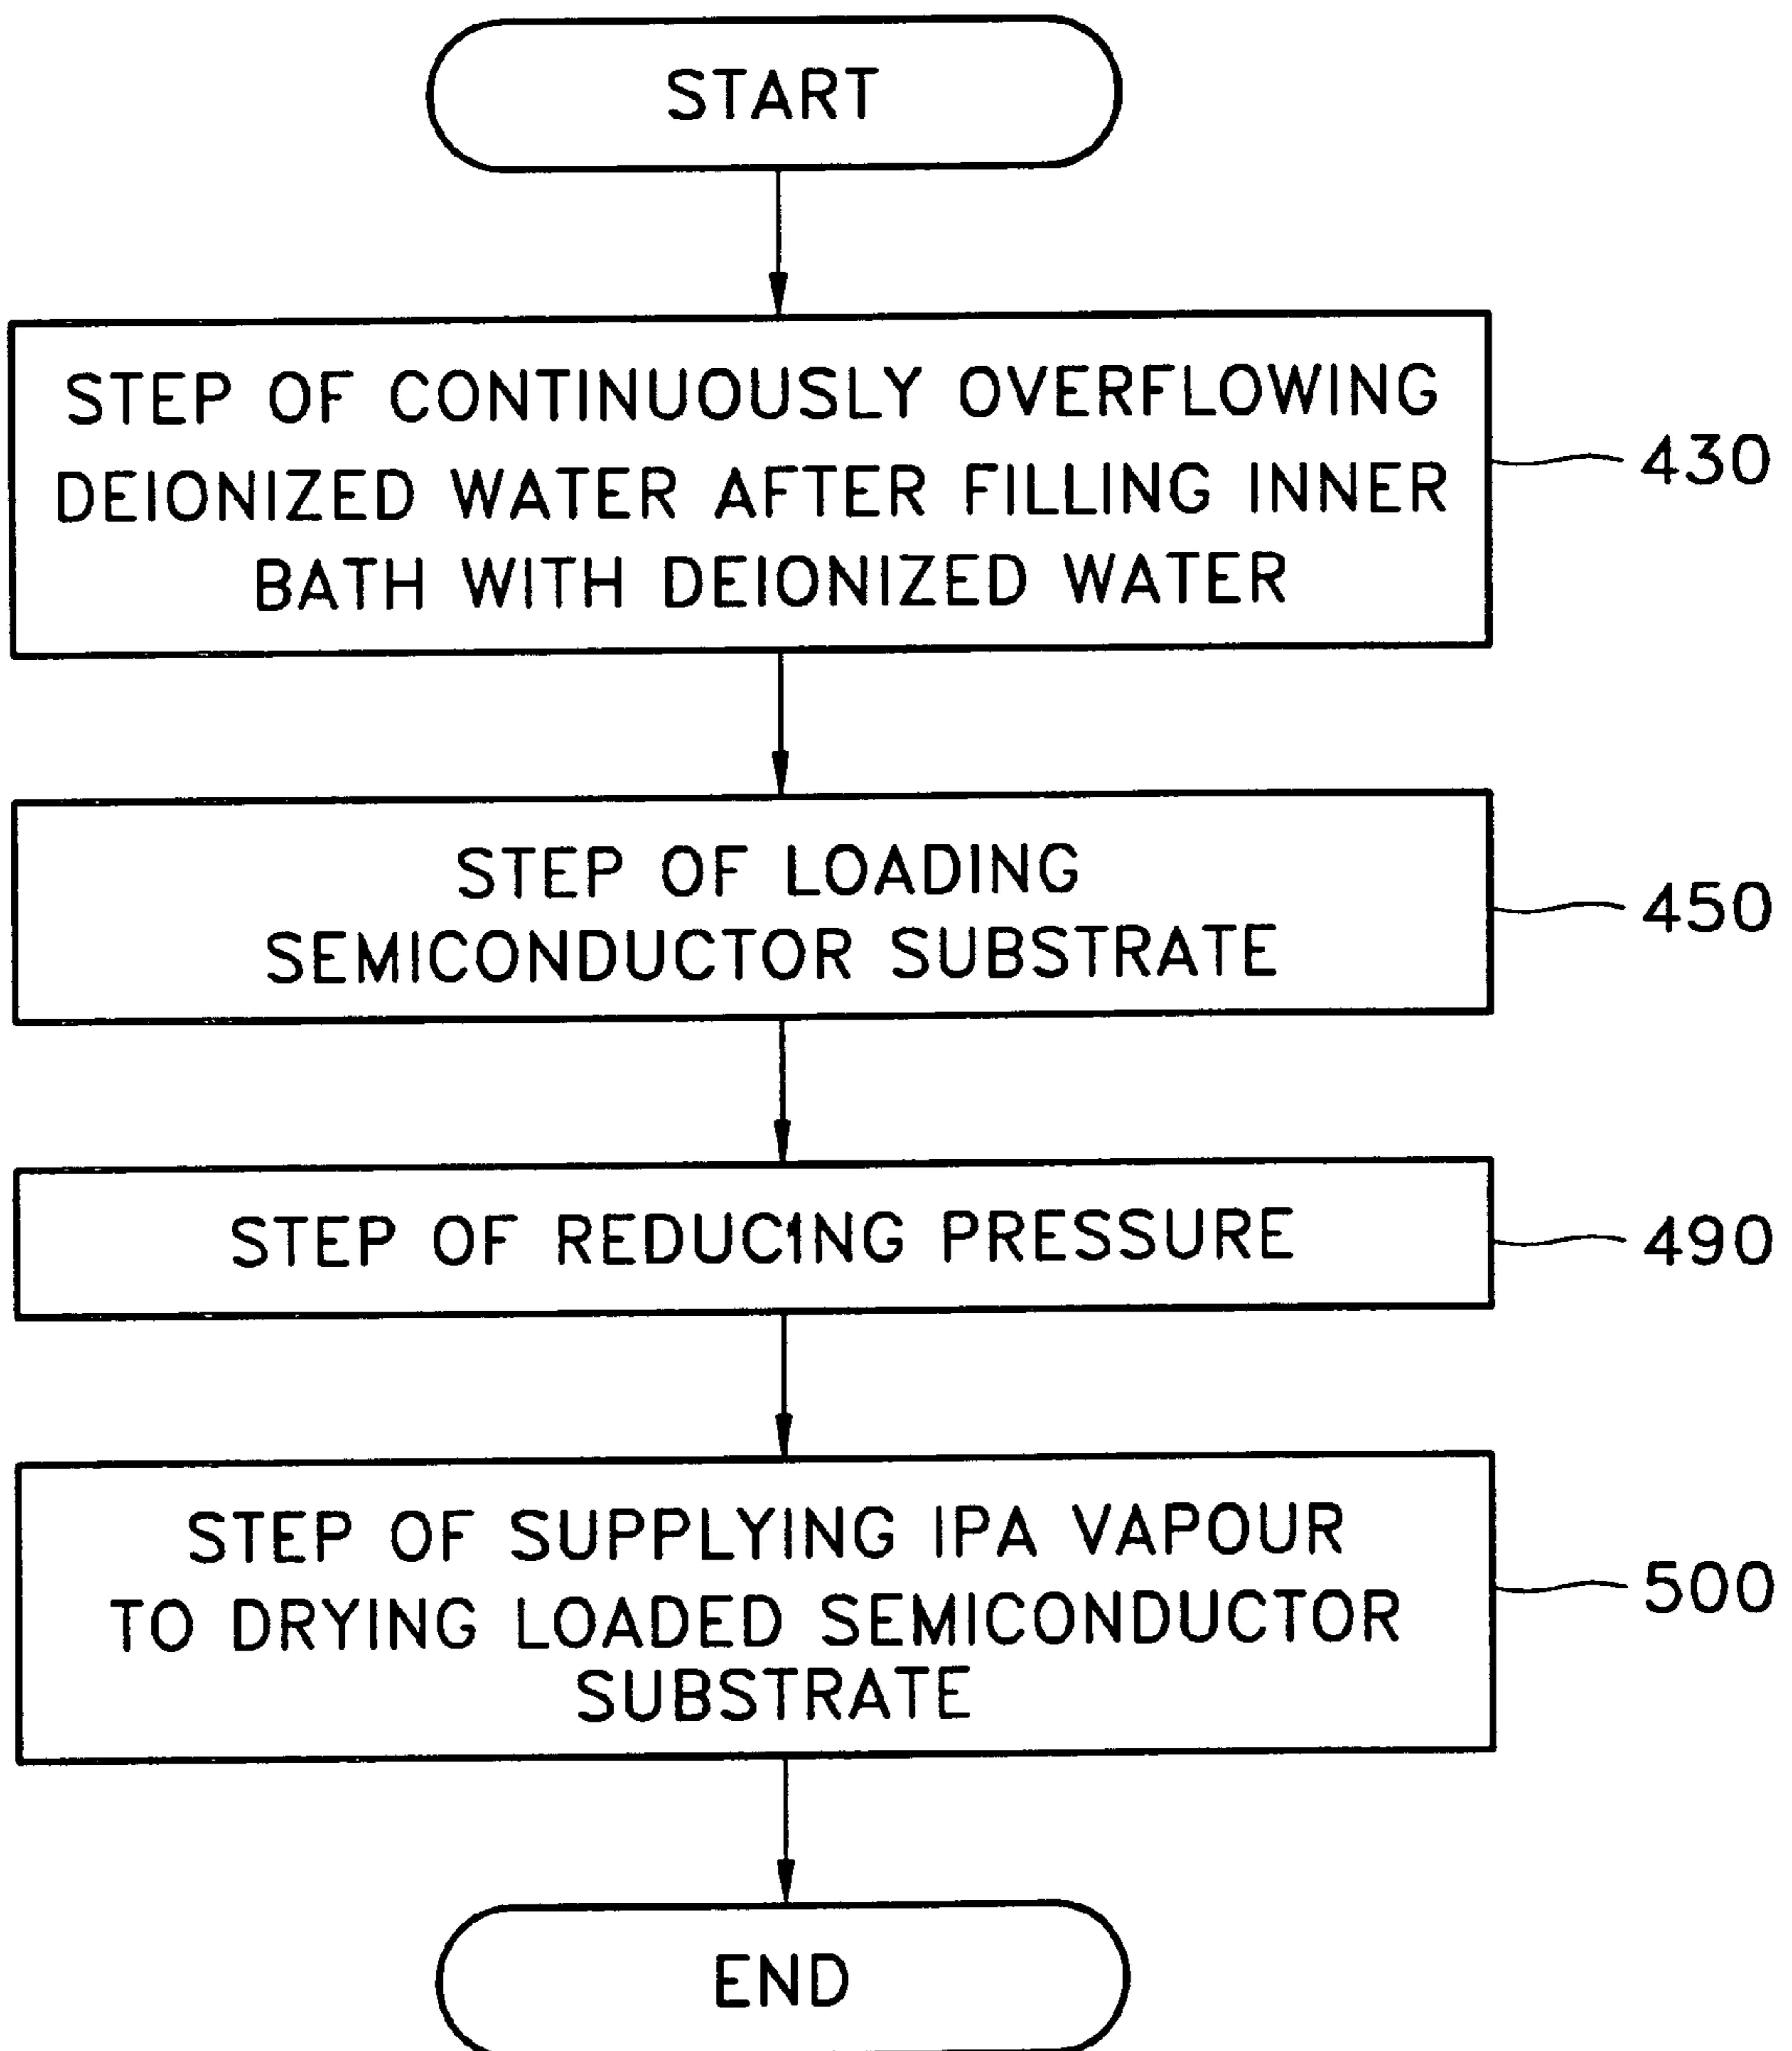 START
STEP OF CONTINUOUSLY OVERFLOWING
DEIONIZED WATER AFTER FILLING INNER
BATH WITH DEIONIZED WATER
430
STEP OF LOADING
SEMICONDUCTOR SUBSTRATE
450
STEP OF REDUCING PRESSURE
490
STEP OF SUPPLYING IPA VAPOUR
TO DRYING LOADED SEMICONDUCTOR
SUBSTRATE
500
END